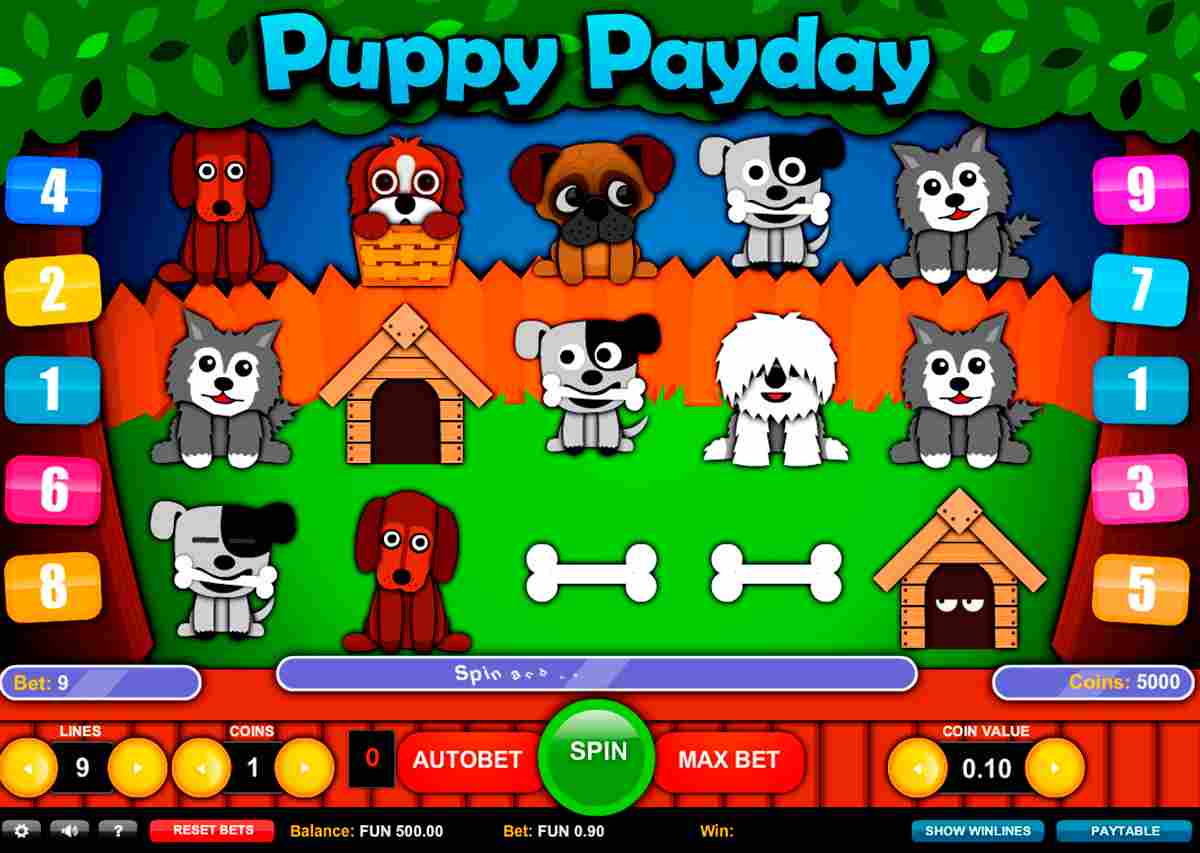 Puppy Payday
4
9
2
7
1
1
6
3
8
5
Bet: 9
Spin and ..
Coins: 5000
LINES
9
COINS
1
0
AUTOBET
SPIN
MAX BET
COIN VALUE
0.10
?
RESET BETS
Balance: FUN 500.00
Bet: FUN 0.90
Win:
SHOW WINLINES
PAYTABLE